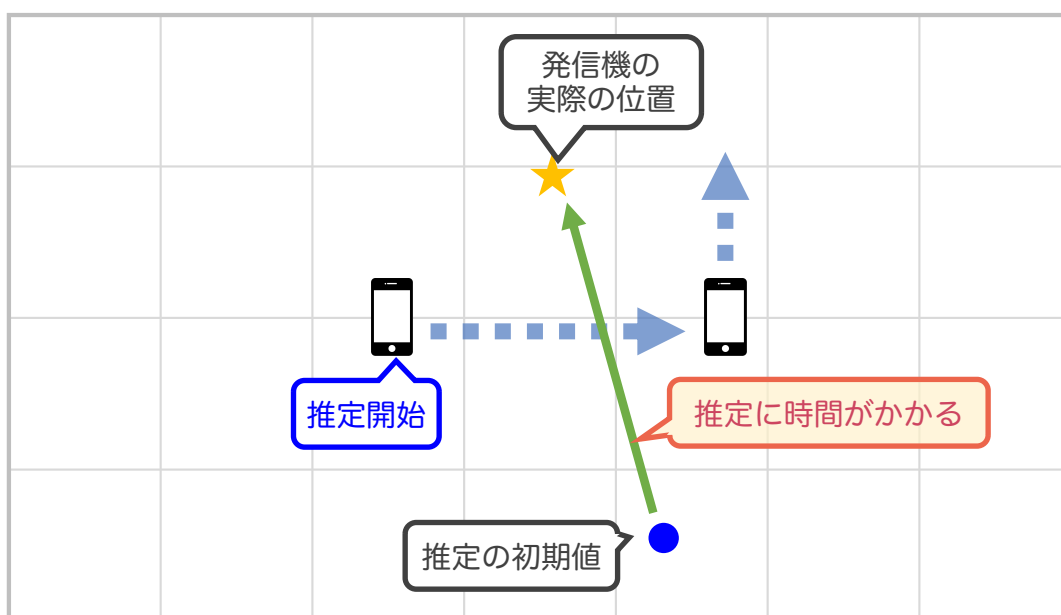 発信機の
実際の位置
推定開始
推定に時間がかかる
推定の初期値